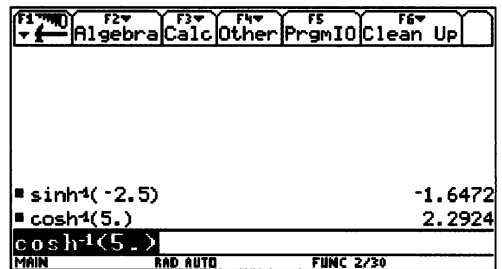 F1 F2 F3 F4 F5 F6
Algebra Calc Other PrgmIO Clean Up
sinh⁻¹(⁻2.5) -1.6472
cosh⁻¹(5.) 2.2924
cosh⁻¹(5.)
MAIN RAD AUTO FUNC 2/30